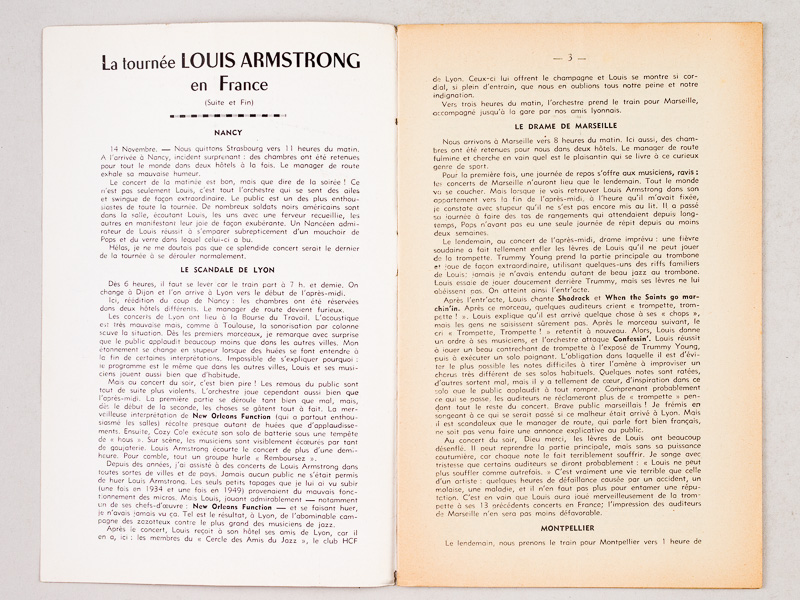 La tournée LOUIS ARMSTRONG
en France
(Suite et Fin)
NANCY
14 Novembre. — Nous quittons Strasbourg vers 11 heures du matin.
A l'arrivée à Nancy, incident surprenant : des chambres ont été retenues
pour tout le monde dans deux hôtels à la fois. Le manager de route
exhale sa mauvaise humeur.
Le concert de la matinée est bon, mais que dire de la soirée ! Ce
n'est pas seulement Louis, c'est tout l'orchestre qui se sent des ailes
et swingue de façon extraordinaire. Le public est un des plus enthou-
siastes de toute la tournée. De nombreux soldats noirs américains sont
dans la salle, écoutant Louis, les uns avec une ferveur recueillie, les
autres en manifestant leur joie de façon exubérante. Un Nancéen admi-
rateur de Louis réussit à s'emparer subrepticement d'un mouchoir de
Pops et du verre dans lequel celui-ci a bu.
Hélas, je ne me doutais pas que ce splendide concert serait le dernier
de la tournée à se dérouler normalement.
LE SCANDALE DE LYON
Dès 6 heures, il faut se lever car le train part à 7 h. et demie. On
change à Dijon et l'on arrive à Lyon vers le début de l'après-midi.
Ici, réédition du coup de Nancy : les chambres ont été réservées
dans deux hôtels différents. Le manager de route devient furieux.
Les concerts de Lyon ont lieu à la Bourse du Travail. L'acoustique
est très mauvaise mais, comme à Toulouse, la sonorisation par colonne
sauve la situation. Dès les premiers morceaux, je remarque avec surprise
que le public applaudit beaucoup moins que dans les autres villes. Mon
étonnement se change en stupeur lorsque des huées se font entendre à
la fin de certaines interprétations. Impossible de s'expliquer pourquoi :
le programme est le même que dans les autres villes, Louis et ses musi-
ciens jouent aussi bien que d'habitude.
Mais au concert du soir, c'est bien pire ! Les remous du public sont
tout de suite plus violents. L'orchestre joue cependant aussi bien que
l'après-midi. La première partie se déroule tant bien que mal, mais,
dès le début de la seconde, les choses se gâtent tout à fait. La mer-
veilleuse interprétation de New Orleans Function (qui a partout enthou-
siasmé les salles) récolte presque autant de huées que d'applaudisse-
ments. Ensuite, Cozy Cole exécute son solo de batterie sous une tempête
de « hous ». Sur scène, les musiciens sont visiblement écœurés par tant
de goujaterie. Louis Armstrong écourte le concert de plus d'une demi-
heure. Pour comble, tout un groupe hurle « Remboursez ».
Depuis des années, j'ai assisté à des concerts de Louis Armstrong dans
toutes sortes de villes et de pays. Jamais aucun public ne s'était permis
de huer Louis Armstrong. Les seuls petits tapages que je lui ai vu subir
(une fois en 1934 et une fois en 1949) provenaient du mauvais fonc-
tionnement des micros. Mais Louis, jouant admirablement — notamment
un de ses chefs-d'œuvre : New Orleans Function — et se faisant huer,
je n'avais jamais vu ca. Tel est le résultat, à Lyon, de l'abominable cam-
pagne des zozotteux contre le plus grand des musiciens de jazz.
Après le concert, Louis reçoit à son hôtel ses amis de Lyon, car il
en a, ici : les membres du « Cercle des Amis du Jazz », le club HCF
— 3 —
de Lyon. Ceux-ci lui offrent le champagne et Louis se montre si cor-
dial, si plein d'entrain, que nous en oublions tous notre peine et notre
indignation.
Vers trois heures du matin, l'orchestre prend le train pour Marseille,
accompagné jusqu'à la gare par nos amis lyonnais.
LE DRAME DE MARSEILLE
Nous arrivons à Marseille vers 8 heures du matin. Ici aussi, des cham-
bres ont été retenues pour nous dans deux hôtels. Le manager de route
fulmine et cherche en vain quel est le plaisantin qui se livre à ce curieux
genre de sport.
Pour la première fois, une journée de repos s'offre aux musiciens, ravis :
les concerts de Marseille n'auront lieu que le lendemain. Tout le monde
va se coucher. Mais lorsque je vais retrouver Louis Armstrong dans son
appartement vers la fin de l'après-midi, à l'heure qu'il m'avait fixée,
je constate avec stupeur qu'il ne s'est pas encore mis au lit. Il a passé
sa journée à faire des tas de rangements qui attendaient depuis long-
temps, Pops n'ayant pas eu une seule journée de répit depuis au moins
deux semaines.
Le lendemain, au concert de l'après-midi, drame imprévu : une fièvre
soudaine a fait tellement enfler les lèvres de Louis qu'il ne peut jouer
de la trompette. Trummy Young prend la partie principale au trombone
et joue de façon extraordinaire, utilisant quelques-uns des riffs familiers
de Louis: jamais je n'avais entendu autant de beau jazz au trombone.
Louis essaie de jouer doucement derrière Trummy, mais ses lèvres ne lui
obéissent pas. On atteint ainsi l'entr'acte.
Après l'entr'acte, Louis chante Shadrack et When the Saints go mar-
chin'in. Après ce morceau, quelques auditeurs crient « trompette, trom-
pette ! ». Louis explique qu'il est arrivé quelque chose à ses « chops »,
mais les gens ne saisissent sûrement pas. Après le morceau suivant, le
cri « Trompette, Trompette ! » retentit à nouveau. Alors, Louis donne
un ordre à ses musiciens, et l'orchestre attaque Confessin'. Louis réussit
à jouer un beau contrechant de trompette à l'exposé de Trummy Young,
puis à exécuter un solo poignant. L'obligation dans laquelle il est d'évi-
ter le plus possible les notes difficiles à tirer l'amène à improviser un
chorus très différent de ses solos habituels. Quelques notes sont ratées,
d'autres sortent mal, mais il y a tellement de cœur, d'inspiration dans ce
solo que le public applaudit à tout rompre. Comprenant probablement
ce qui se passe, les auditeurs ne réclameront plus de « trompette » pen-
dant tout le reste du concert. Brave public marseillais ! Je frémis en
songeant à ce qui se serait passé si ce malheur était arrivé à Lyon. Mais
il est scandaleux que le manager de route, qui parle fort bien français,
ne soit pas venu faire une annonce explicative au public.
Au concert du soir, Dieu merci, les lèvres de Louis ont beaucoup
désenflé. Il peut reprendre la partie principale, mais sans sa puissance
coutumière, car chaque note le fait terriblement souffrir. Je songe avec
tristesse que certains auditeurs se diront probablement : « Louis ne peut
plus souffler comme autrefois. » C'est vraiment une vie terrible que celle
d'un artiste : quelques heures de défaillance causée par un accident, un
malaise, une maladie, et il n'en faut pas plus pour entamer une répu-
tation. C'est en vain que Louis aura joué merveilleusement de la trom-
pette à ses 13 précédents concerts en France; l'impression des auditeurs
de Marseille n'en sera pas moins défavorable.
MONTPELLIER
Le lendemain, nous prenons le train pour Montpellier vers 1 heure de